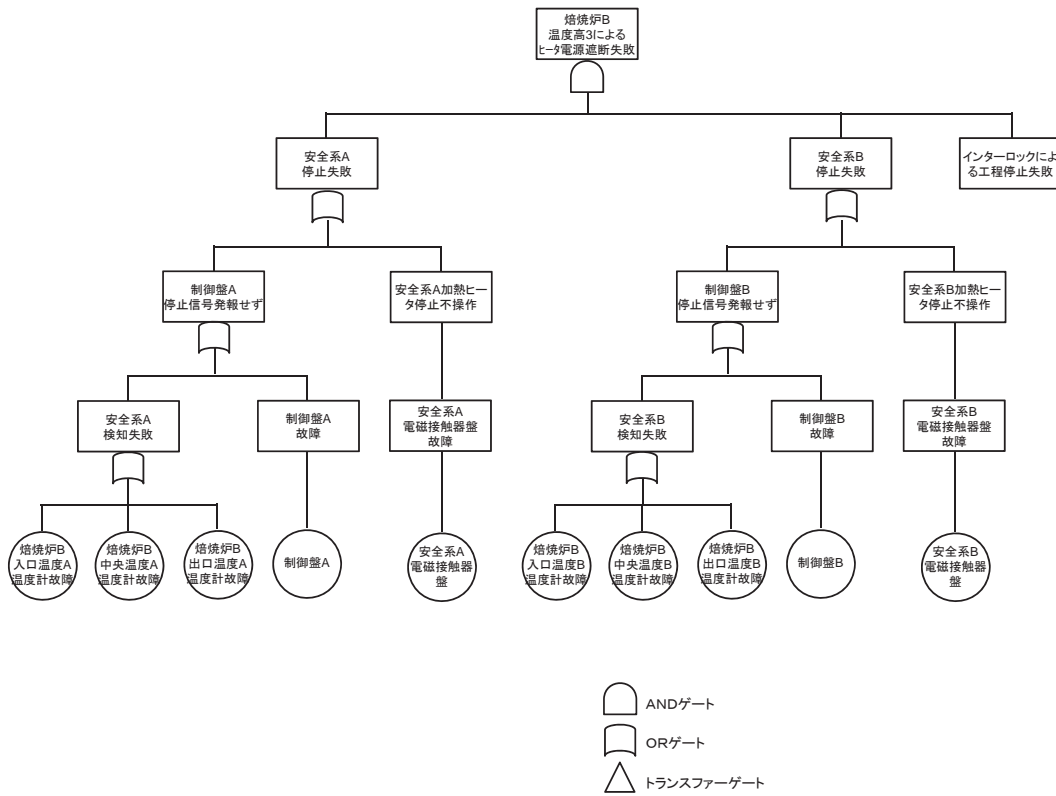 焙焼炉B
温度高3による
ヒータ電源遮断失敗
安全系A
停止失敗
安全系B
停止失敗
インターロックによ
る工程停止失敗
制御盤A
停止信号発報せず
安全系A加熱ヒー
タ停止不操作
制御盤B
停止信号発報せず
安全系B加熱ヒー
タ停止不操作
安全系A
検知失敗
制御盤A
故障
安全系A
電磁接触器盤
故障
安全系B
検知失敗
制御盤B
故障
安全系B
電磁接触器盤
故障
焙焼炉B
入口温度A
温度計故障
焙焼炉B
中央温度A
温度計故障
焙焼炉B
出口温度A
温度計故障
制御盤A
安全系A
電磁接触器
盤
焙焼炉B
入口温度B
温度計故障
焙焼炉B
中央温度B
温度計故障
焙焼炉B
出口温度B
温度計故障
制御盤B
安全系B
電磁接触器
盤
ANDゲート
ORゲート
トランスファーゲート